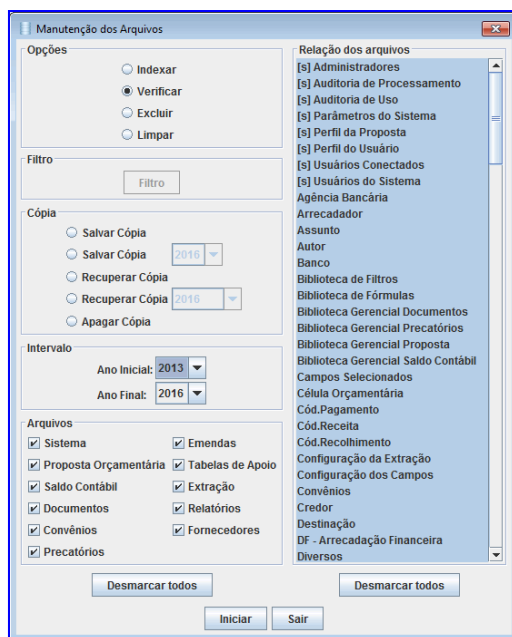 Manutenção dos Arquivos
Opções
Indexar
Verificar
Excluir
Limpar
Filtro
Filtro
Cópia
Salvar Cópia
Salvar Cópia 2016
Recuperar Cópia
Recuperar Cópia 2016
Apagar Cópia
Intervalo
Ano Inicial: 2013
Ano Final: 2016
Arquivos
Sistema Emendas
Proposta Orçamentária Tabelas de Apoio
Saldo Contábil Extração
Documentos Relatórios
Convênios Fornecedores
Precatórios
Desmarcar todos
Relação dos arquivos
[s] Administradores
[s] Auditoria de Processamento
[s] Auditoria de Uso
[s] Parâmetros do Sistema
[s] Perfil da Proposta
[s] Perfil do Usuário
[s] Usuários Conectados
[s] Usuários do Sistema
Agência Bancária
Arrecadador
Assunto
Autor
Banco
Biblioteca de Filtros
Biblioteca de Fórmulas
Biblioteca Gerencial Documentos
Biblioteca Gerencial Precatórios
Biblioteca Gerencial Proposta
Biblioteca Gerencial Saldo Contábil
Campos Selecionados
Célula Orçamentária
Cód.Pagamento
Cód.Receita
Cód.Recolhimento
Configuração da Extração
Configuração dos Campos
Convênios
Credor
Destinação
DF - Arrecadação Financeira
Diversos
Desmarcar todos
Iniciar Sair